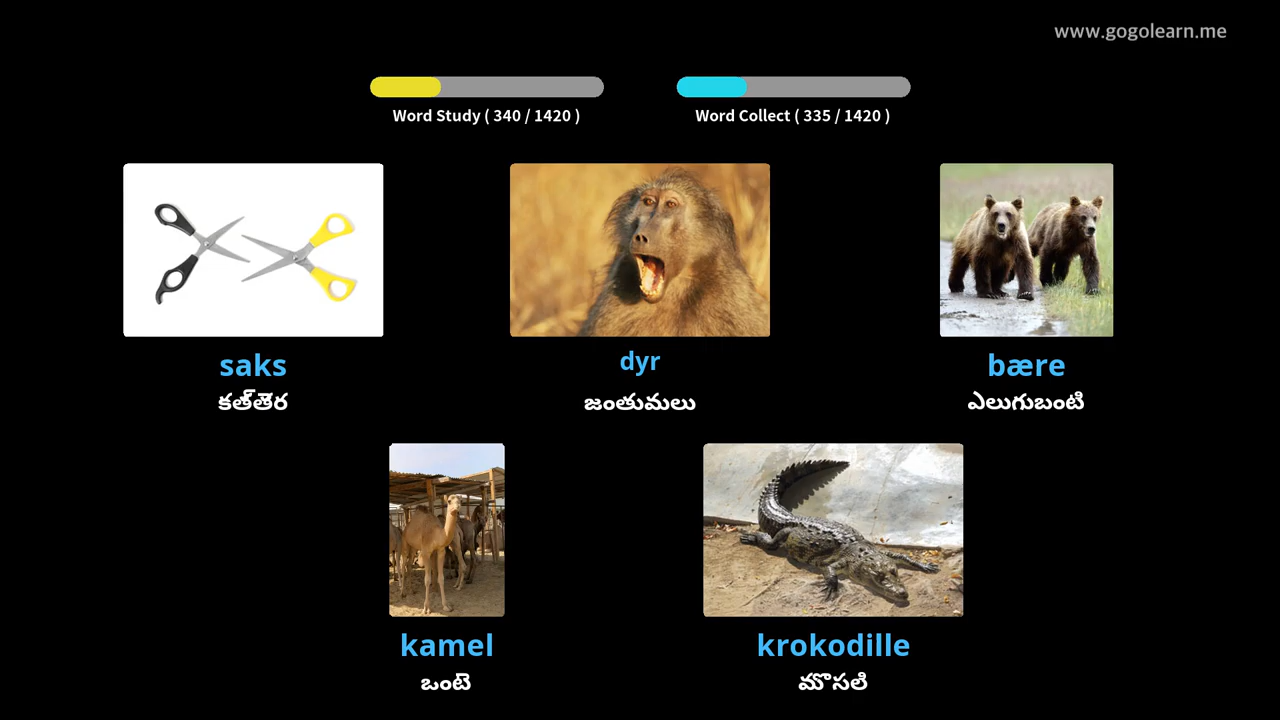 www.gogolearn.me
Word Study ( 340 / 1420 )
Word Collect ( 335 / 1420 )
saks
dyr
bære
కత్తెర
జంతుమలు
ఎలుగుబంటి
kamel
krokodille
ఒంటె
మొసలి